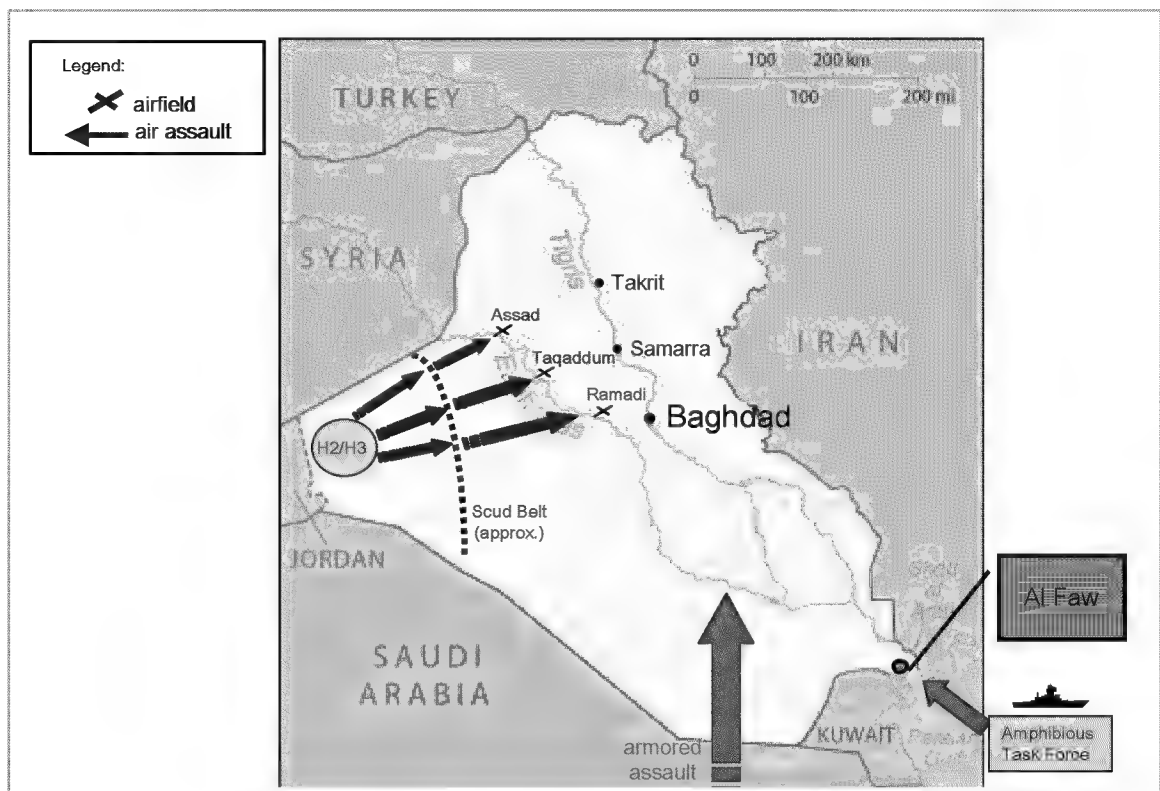 Legend:
airfield
air assault
0 100 200 km
0 100 200 mi
TURKEY
SYRIA
Tigris
Takrit
Assad
Samarra
IRAN
Taqaddum
Ramadi
Baghdad
H2/H3
Scud Belt
(approx.)
JORDAN
Al Faw
SAUDI
ARABIA
KUWAIT
armored
assault
Amphibious
Task Force